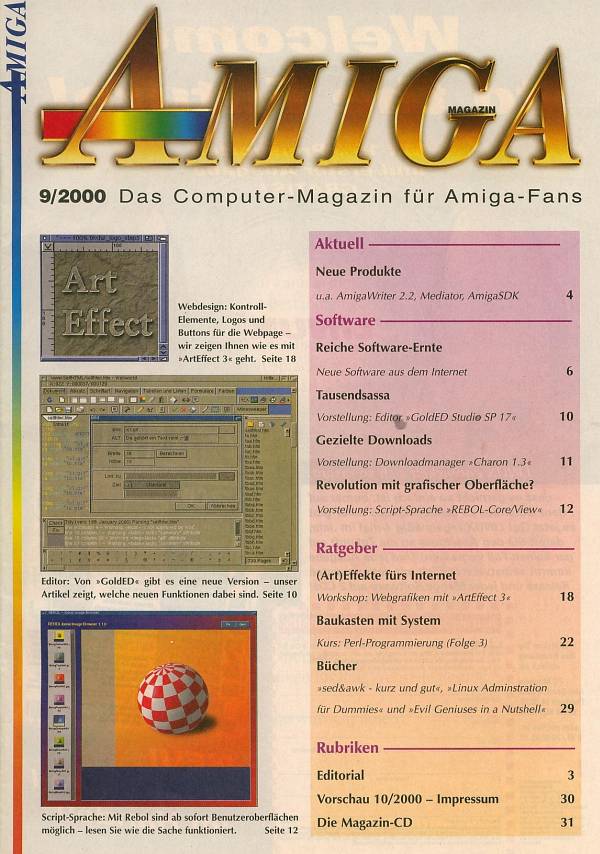 AMIGA
AMIGA
MAGAZIN
9/2000 Das Computer-Magazin für Amiga-Fans
Art
Effect
Webdesign: Kontroll-
Elemente, Logos und
Buttons für die Webpage –
wir zeigen Ihnen wie es mit
»ArtEffect 3« geht. Seite 18
Editor: Von »GoldED« gibt es eine neue Version – unser
Artikel zeigt, welche neuen Funktionen dabei sind. Seite 10
Script-Sprache: Mit Rebol sind ab sofort Benutzeroberflächen
möglich – lesen Sie wie die Sache funktioniert. Seite 12
Aktuell
Neue Produkte
u.a. AmigaWriter 2.2, Mediator, AmigaSDK 4
Software
Reiche Software-Ernte
Neue Software aus dem Internet 6
Tausendsassa
Vorstellung: Editor »GoldED Studio SP 17« 10
Gezielte Downloads
Vorstellung: Downloadmanager »Charon 1.3« 11
Revolution mit grafischer Oberfläche?
Vorstellung: Script-Sprache »REBOL-Core/View« 12
Ratgeber
(Art)Effekte fürs Internet
Workshop: Webgrafiken mit »ArtEffect 3« 18
Baukasten mit System
Kurs: Perl-Programmierung (Folge 3) 22
Bücher
»sed&awk - kurz und gut«, »Linux Adminstration
für Dummies« und »Evil Geniuses in a Nutshell« 29
Rubriken
Editorial 3
Vorschau 10/2000 – Impressum 30
Die Magazin-CD 31